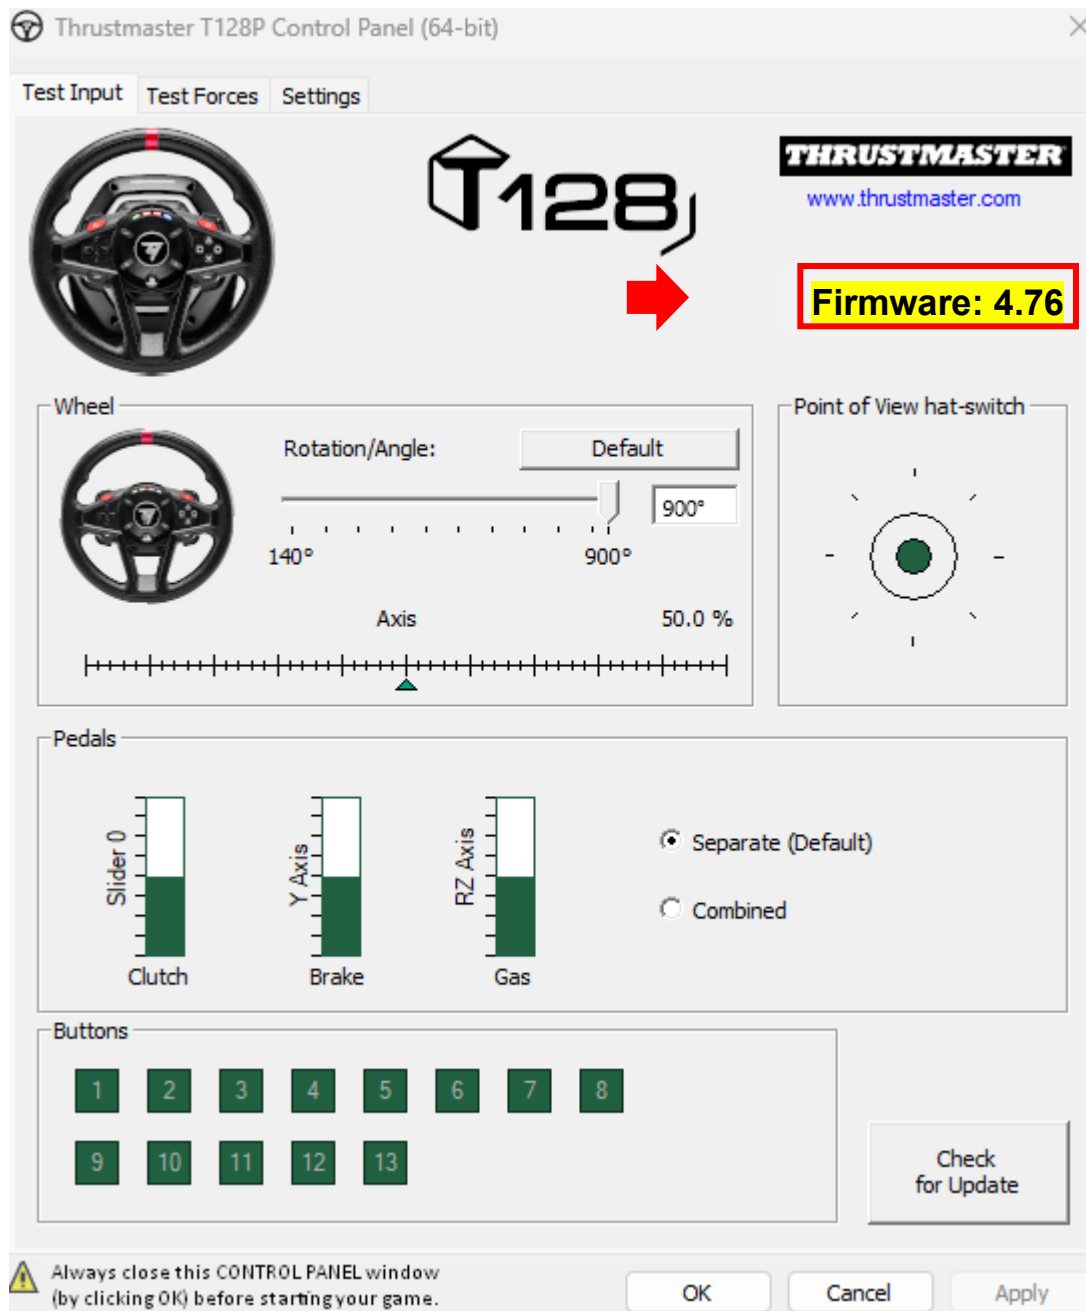 Thrustmaster T128P Control Panel (64-bit)
Test Input Test Forces Settings
T128
THRUSTMASTER
www.thrustmaster.com
Firmware: 4.76
Wheel
Rotation/Angle:
Default
900°
140° 900°
Axis 50.0 %
Point of View hat-switch
Pedals
Slider 0
Clutch
Y Axis
Brake
RZ Axis
Gas
Separate (Default)
Combined
Buttons
1 2 3 4 5 6 7 8
9 10 11 12 13
Check
for Update
Always close this CONTROL PANEL window
(by clicking OK) before starting your game.
OK Cancel Apply